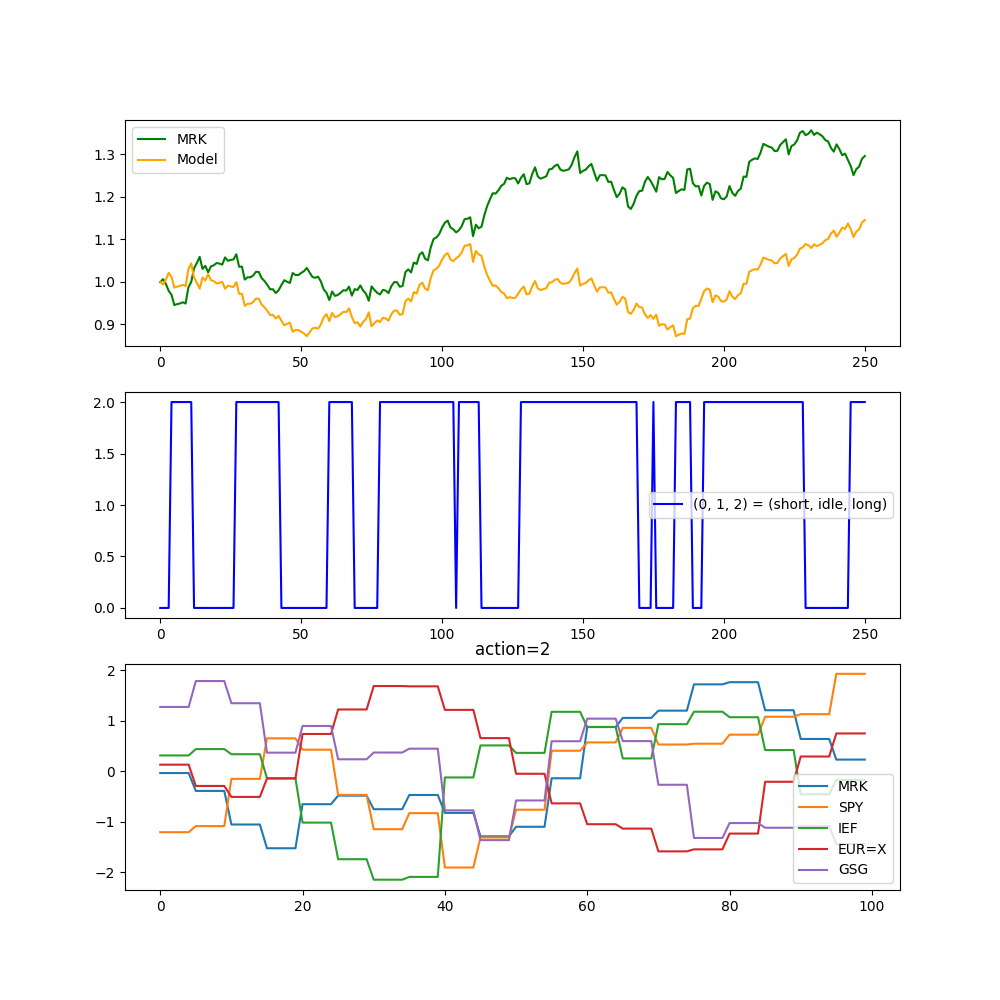 MRK
Model
1.3
1.2
1.1
1.0
0.9
0 50 100 150 200 250
2.0
1.5
1.0
0.5
0.0
(0, 1, 2) = (short, idle, long)
0 50 100 150 200 250
action=2
2
1
0
−1
−2
MRK
SPY
IEF
EUR=X
GSG
0 20 40 60 80 100